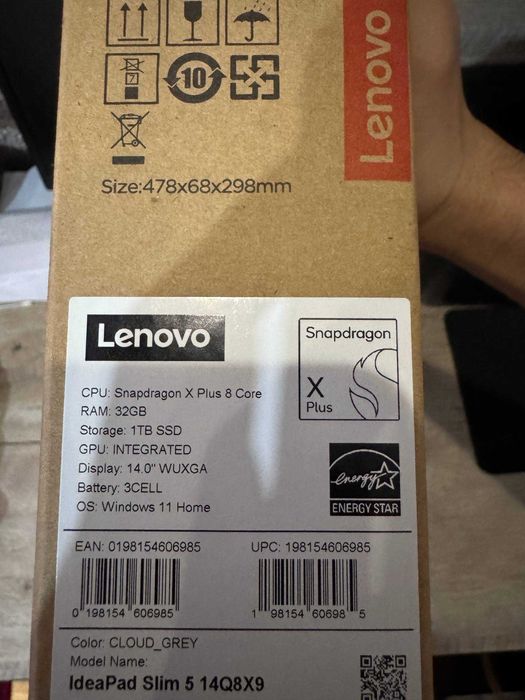 Lenovo
7
10
Size:478x68x298mm
Lenovo
Snapdragon
X
Plus
CPU: Snapdragon X Plus 8 Core
RAM: 32GB
Storage: 1TB SSD
GPU: INTEGRATED
Display: 14.0" WUXGA
Battery: 3CELL
OS: Windows 11 Home
energy
ENERGY STAR
EAN: 0198154606985
UPC: 198154606985
0 198154 606985
1 98154 60698 5
Color: CLOUD_GREY
Model Name:
IdeaPad Slim 5 14Q8X9